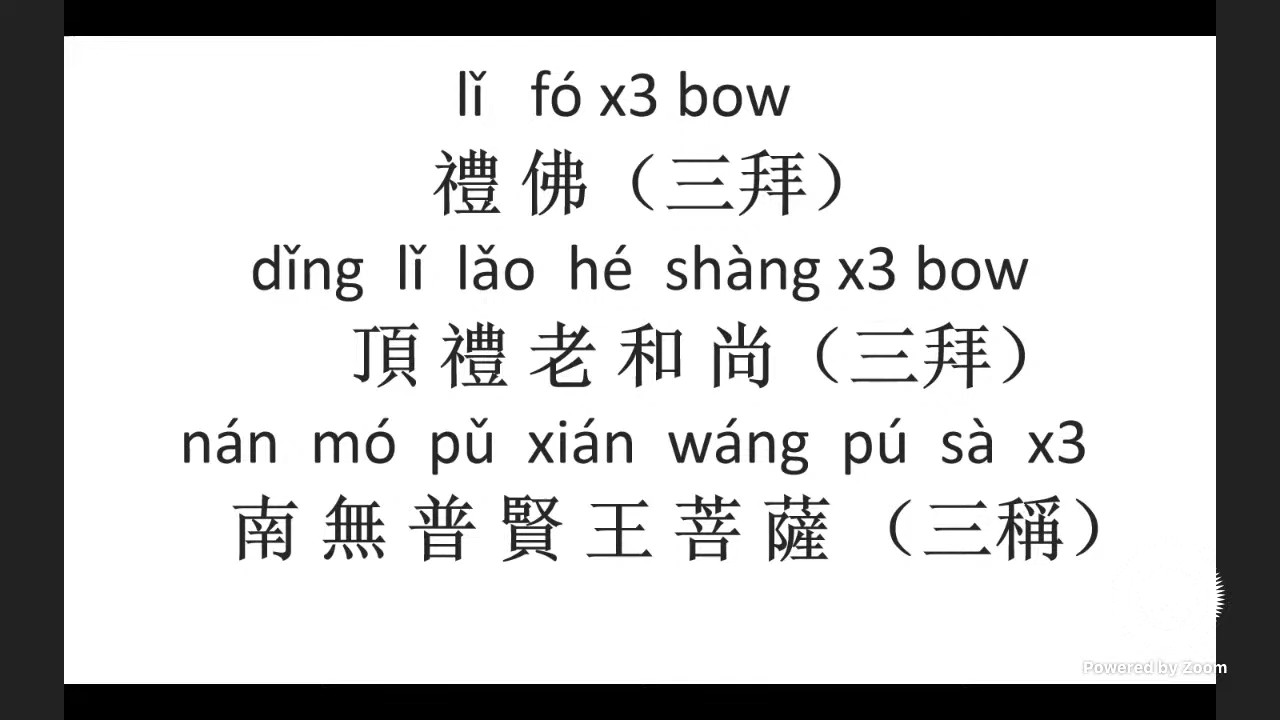 lǐ fó x3 bow
禮 佛（三拜）
dǐng lǐ lǎo hé shàng x3 bow
頂 禮 老 和 尚（三拜）
nán mó pǔ xián wáng pú sà x3
南 無 普 賢 王 菩 薩 （三稱）
Powered by Zoom